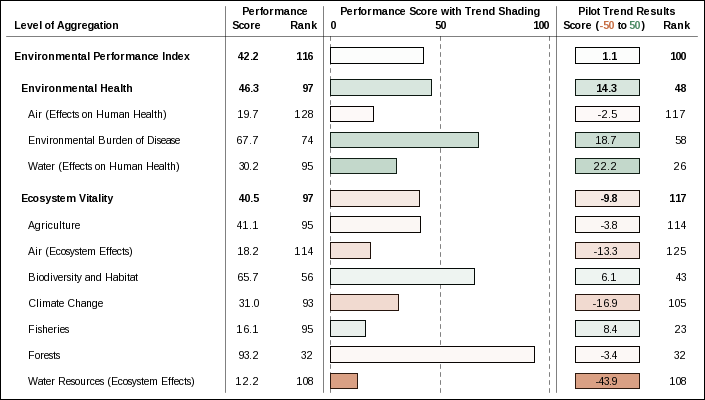 Performance Performance Score with Trend Shading Pilot Trend Results
Level of Aggregation Score Rank 0 50 100 Score (-50 to 50) Rank
Environmental Performance Index 42.2 116 1.1 100
Environmental Health 46.3 97 14.3 48
Air (Effects on Human Health) 19.7 128 -2.5 117
Environmental Burden of Disease 67.7 74 18.7 58
Water (Effects on Human Health) 30.2 95 22.2 26
Ecosystem Vitality 40.5 97 -9.8 117
Agriculture 41.1 95 -3.8 114
Air (Ecosystem Effects) 18.2 114 -13.3 125
Biodiversity and Habitat 65.7 56 6.1 43
Climate Change 31.0 93 -16.9 105
Fisheries 16.1 95 8.4 23
Forests 93.2 32 -3.4 32
Water Resources (Ecosystem Effects) 12.2 108 -43.9 108